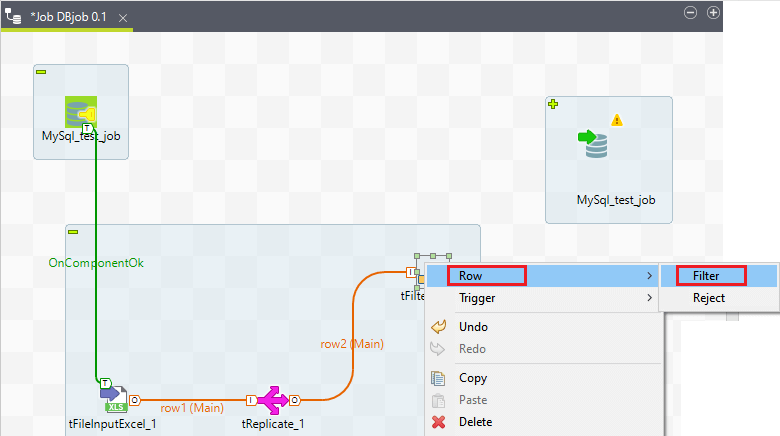 *Job DBjob 0.1
MySql_test_job
T
MySql_test_job
OnComponentOk
I
tFilte
row2 (Main)
T
XLS
O
row1 (Main)
I
O
tFileInputExcel_1
tReplicate_1
Row
Trigger
Undo
Redo
Copy
Paste
Delete
Filter
Reject